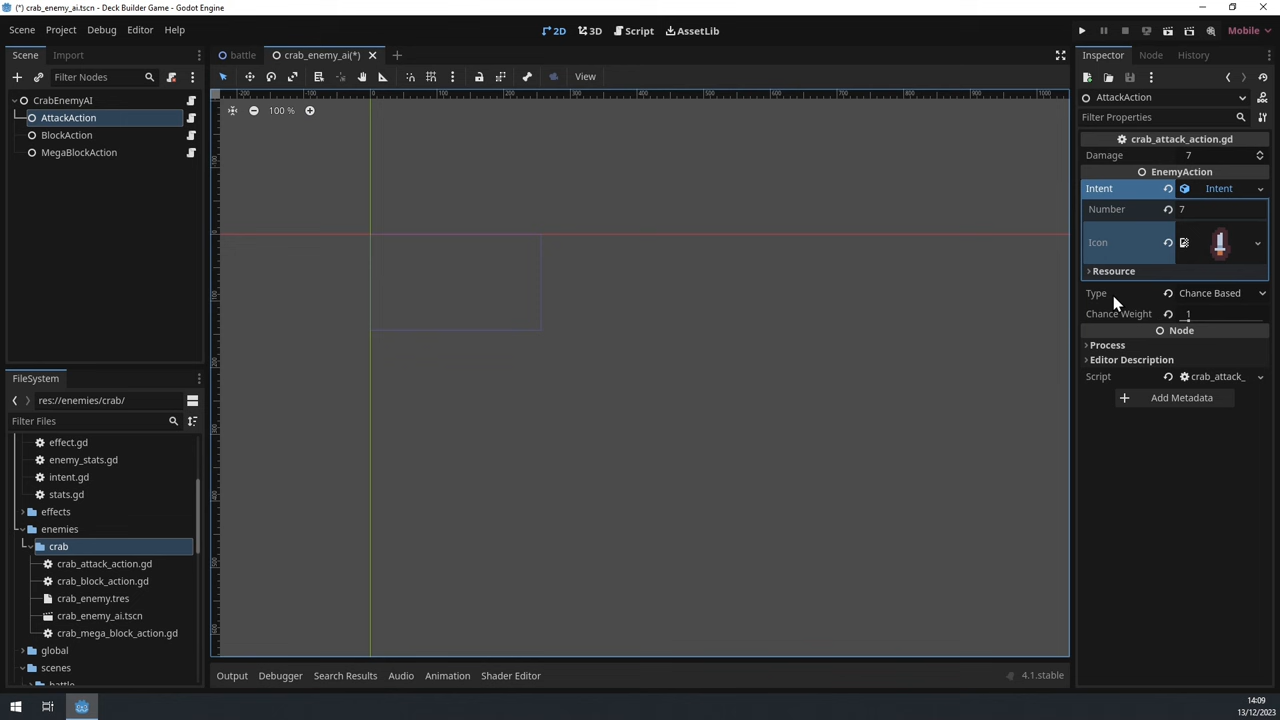 (*) crab_enemy_ai.tscn - Deck Builder Game - Godot Engine
Scene Project Debug Editor Help
2D 3D Script AssetLib
Mobile
Scene Import
battle crab_enemy_ai(*)
Inspector Node History
Filter Nodes
View
CrabEnemyAI
AttackAction
BlockAction
MegaBlockAction
100 %
AttackAction
Filter Properties
crab_attack_action.gd
Damage 7
EnemyAction
Intent Intent
Number 7
Icon
Resource
Type Chance Based
Chance Weight 1
Node
Process
Editor Description
Script crab_attack_
Add Metadata
FileSystem
res://enemies/crab/
Filter Files
effect.gd
enemy_stats.gd
intent.gd
stats.gd
effects
enemies
crab
crab_attack_action.gd
crab_block_action.gd
crab_enemy.tres
crab_enemy_ai.tscn
crab_mega_block_action.gd
global
scenes
Output Debugger Search Results Audio Animation Shader Editor
4.1.stable
14:09
13/12/2023